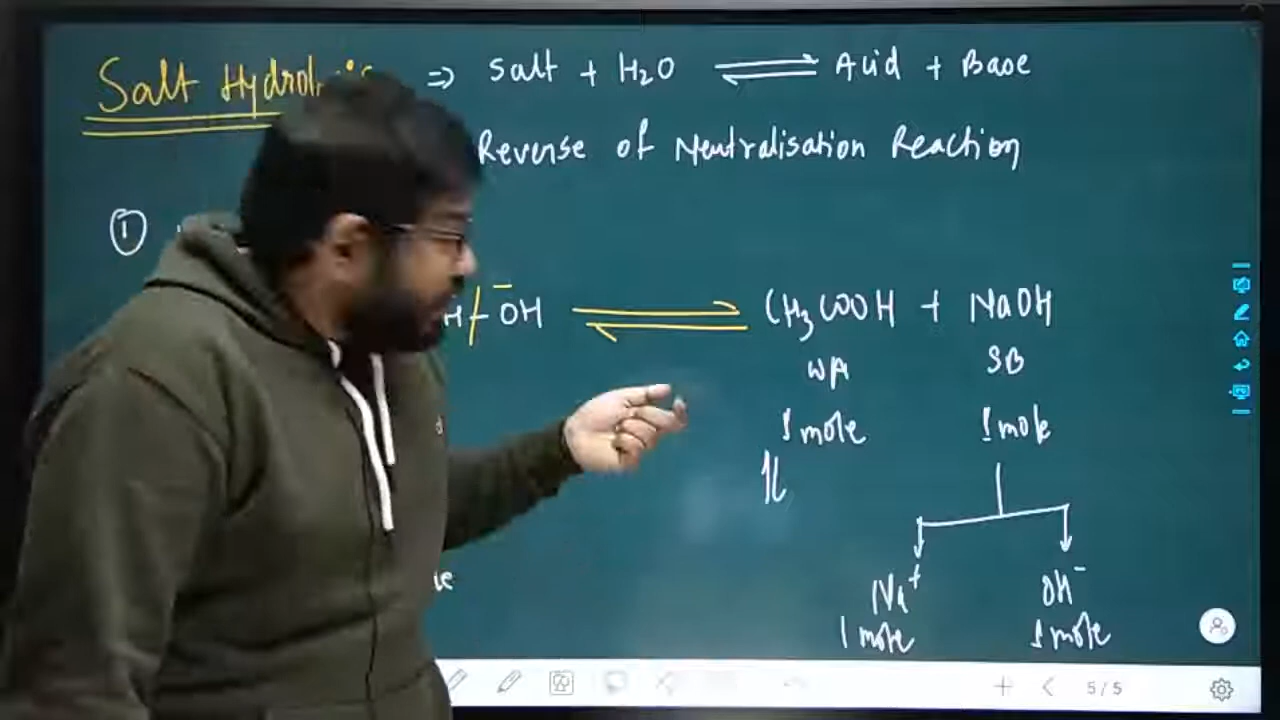 Salt ⇒ Salt + H₂O ⇌ Acid + Base
Reverse of Neutralisation Reaction
①
H + ⁻OH ⇌ CH₃COOH + NaOH
WA SB
1 mole 1 mole
⇌
Na⁺ OH⁻
1 mole 1 mole
5 / 5